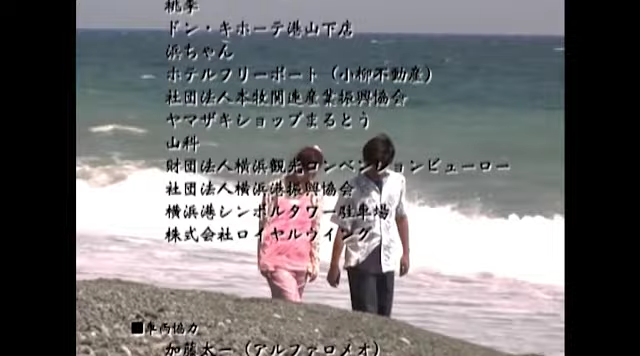 桃季
ドン・キホーテ港山下店
浜ちゃん
ホテルフリーポート（小柳不動産）
社団法人本牧関連産業振興協会
ヤマザキショップまるとう
山科
財団法人横浜観光コンベンションビューロー
社団法人横浜港振興協会
横浜港シンボルタワー駐車場
株式会社ロイヤルウイング
■車両協力
加藤太一（アルファロメオ）